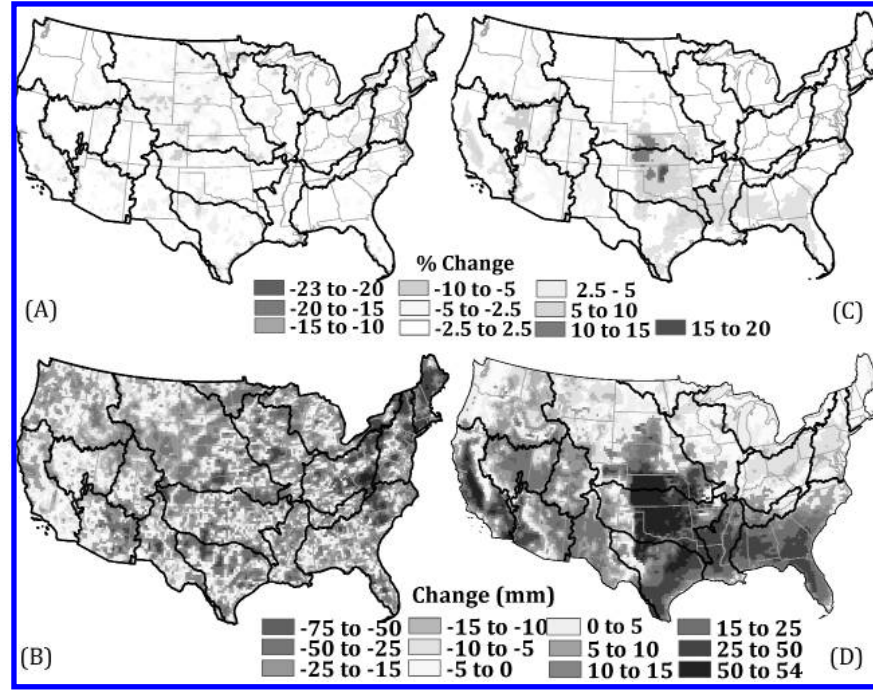 % Change
(A)
-23 to -20
-10 to -5
2.5 - 5
(C)
-20 to -15
-5 to -2.5
5 to 10
-15 to -10
-2.5 to 2.5
10 to 15
15 to 20
Change (mm)
(B)
-75 to -50
-15 to -10
0 to 5
15 to 25
(D)
-50 to -25
-10 to -5
5 to 10
25 to 50
-25 to -15
-5 to 0
10 to 15
50 to 54